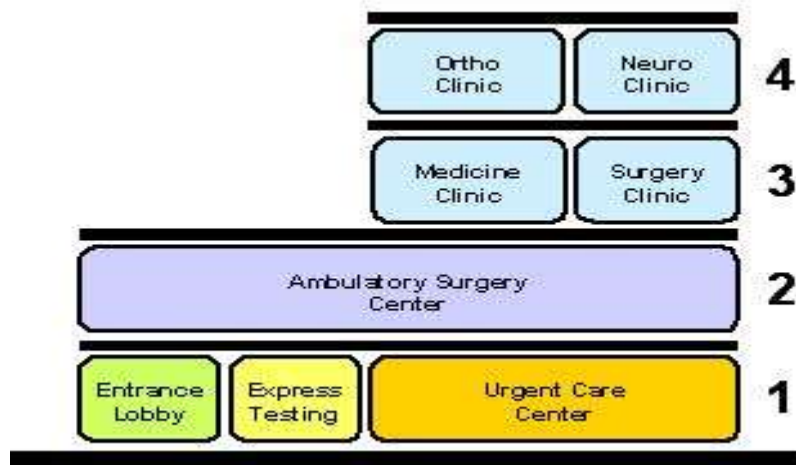 Ortho
Clinic
Neuro
Clinic
4
Medicine
Clinic
Surgery
Clinic
3
Ambulatory Surgery
Center
2
Entrance
Lobby
Express
Testing
Urgent Care
Center
1